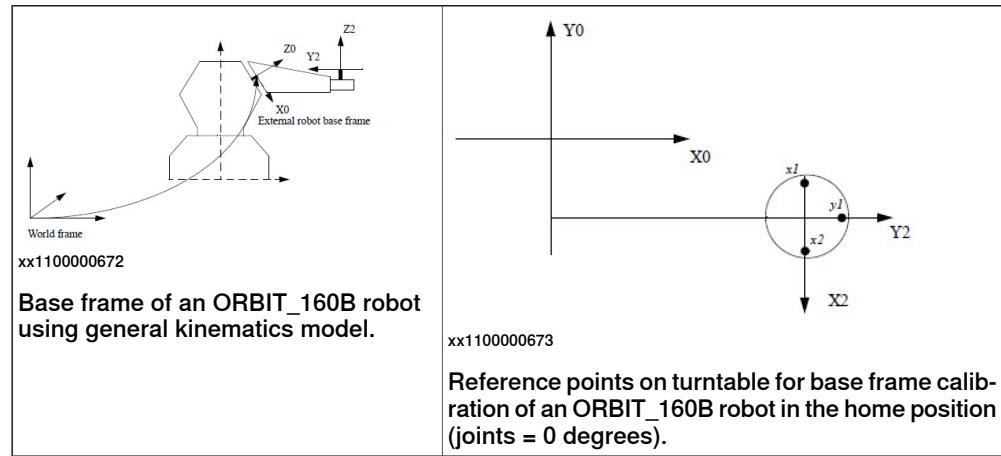 Z2
Z0
Y2
X0
External robot base frame
World frame
xx1100000672
Base frame of an ORBIT_160B robot
using general kinematics model.
Y0
X0
x1
y1
Y2
x2
X2
xx1100000673
Reference points on turntable for base frame calib-
ration of an ORBIT_160B robot in the home position
(joints = 0 degrees).